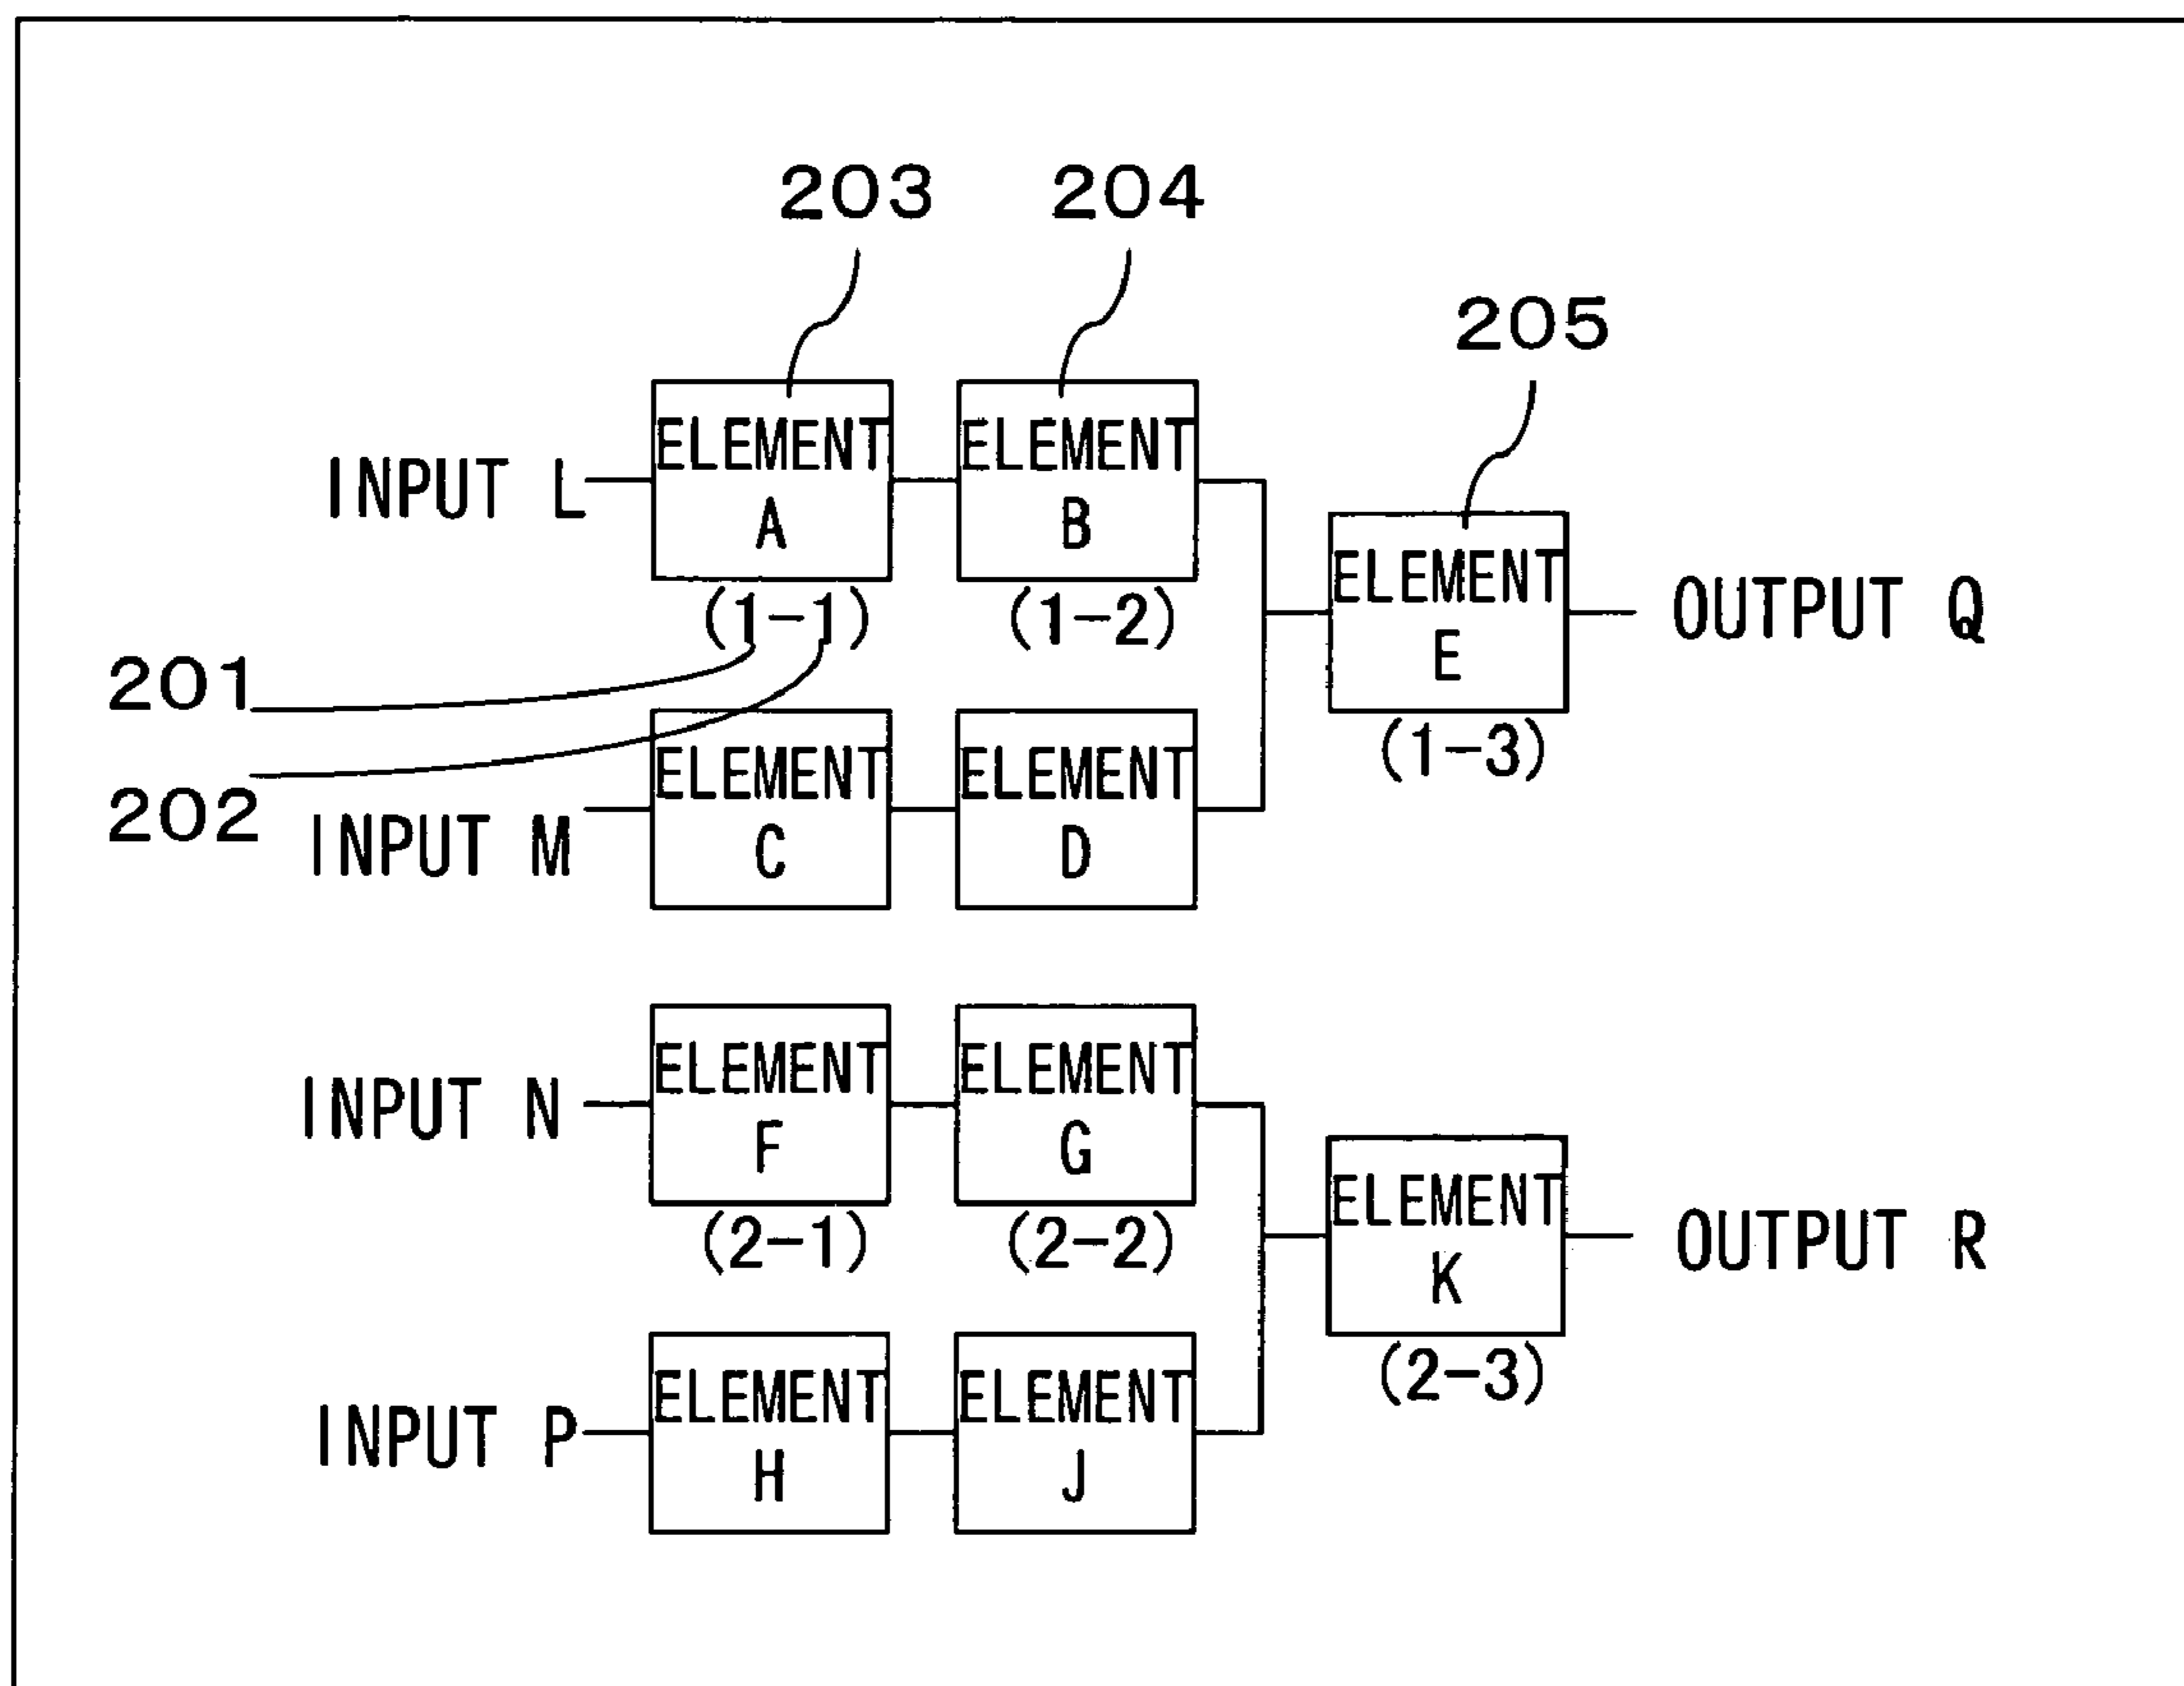 203
204
205
INPUT L
ELEMENT
A
(1-1)
ELEMENT
B
(1-2)
ELEMENT
E
(1-3)
OUTPUT Q
201
202
INPUT M
ELEMENT
C
ELEMENT
D
INPUT N
ELEMENT
F
(2-1)
ELEMENT
G
(2-2)
ELEMENT
K
(2-3)
OUTPUT R
INPUT P
ELEMENT
H
ELEMENT
J